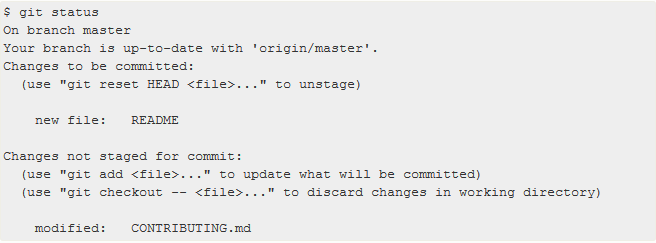 $ git status
On branch master
Your branch is up-to-date with 'origin/master'.
Changes to be committed:
  (use "git reset HEAD <file>..." to unstage)
    new file:   README
Changes not staged for commit:
  (use "git add <file>..." to update what will be committed)
  (use "git checkout -- <file>..." to discard changes in working directory)
    modified:   CONTRIBUTING.md